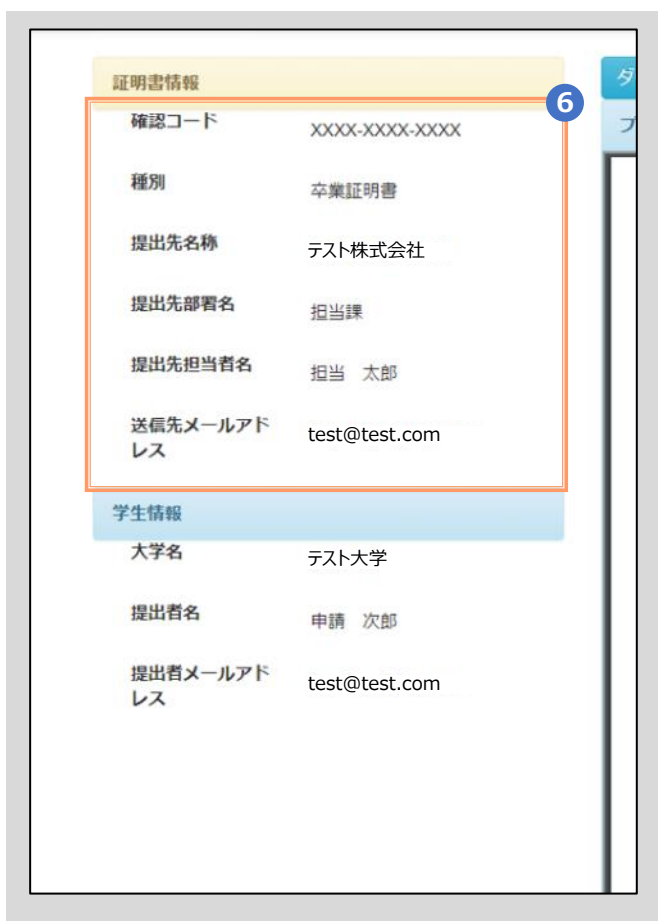 証明書情報
6
ダ
確認コード XXXX-XXXX-XXXX
プ
種別 卒業証明書
提出先名称 テスト株式会社
提出先部署名 担当課
提出先担当者名 担当　太郎
送信先メールアド
レス
test@test.com
学生情報
大学名 テスト大学
提出者名 申請　次郎
提出者メールアド
レス
test@test.com